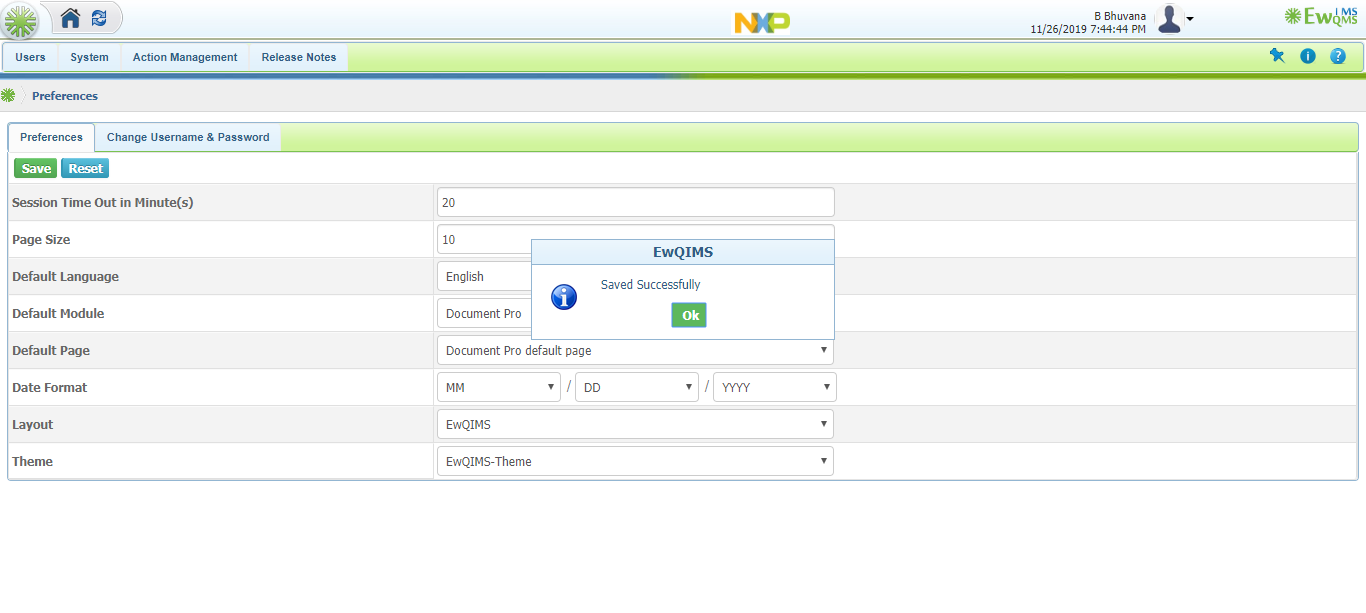 NXP
B Bhuvana
11/26/2019 7:44:44 PM
EwQIMS
QMS
Users System Action Management Release Notes
Preferences
Preferences Change Username & Password
Save Reset
Session Time Out in Minute(s) 20
Page Size 10
EwQIMS
Default Language English
Saved Successfully
Default Module Document Pro
Ok
Default Page Document Pro default page
Date Format MM / DD / YYYY
Layout EwQIMS
Theme EwQIMS-Theme